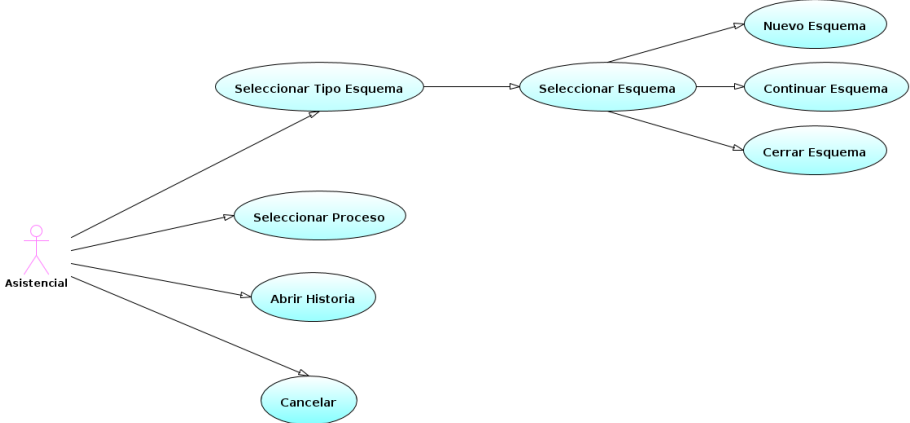 Nuevo Esquema
Seleccionar Tipo Esquema
Seleccionar Esquema
Continuar Esquema
Cerrar Esquema
Seleccionar Proceso
Asistencial
Abrir Historia
Cancelar